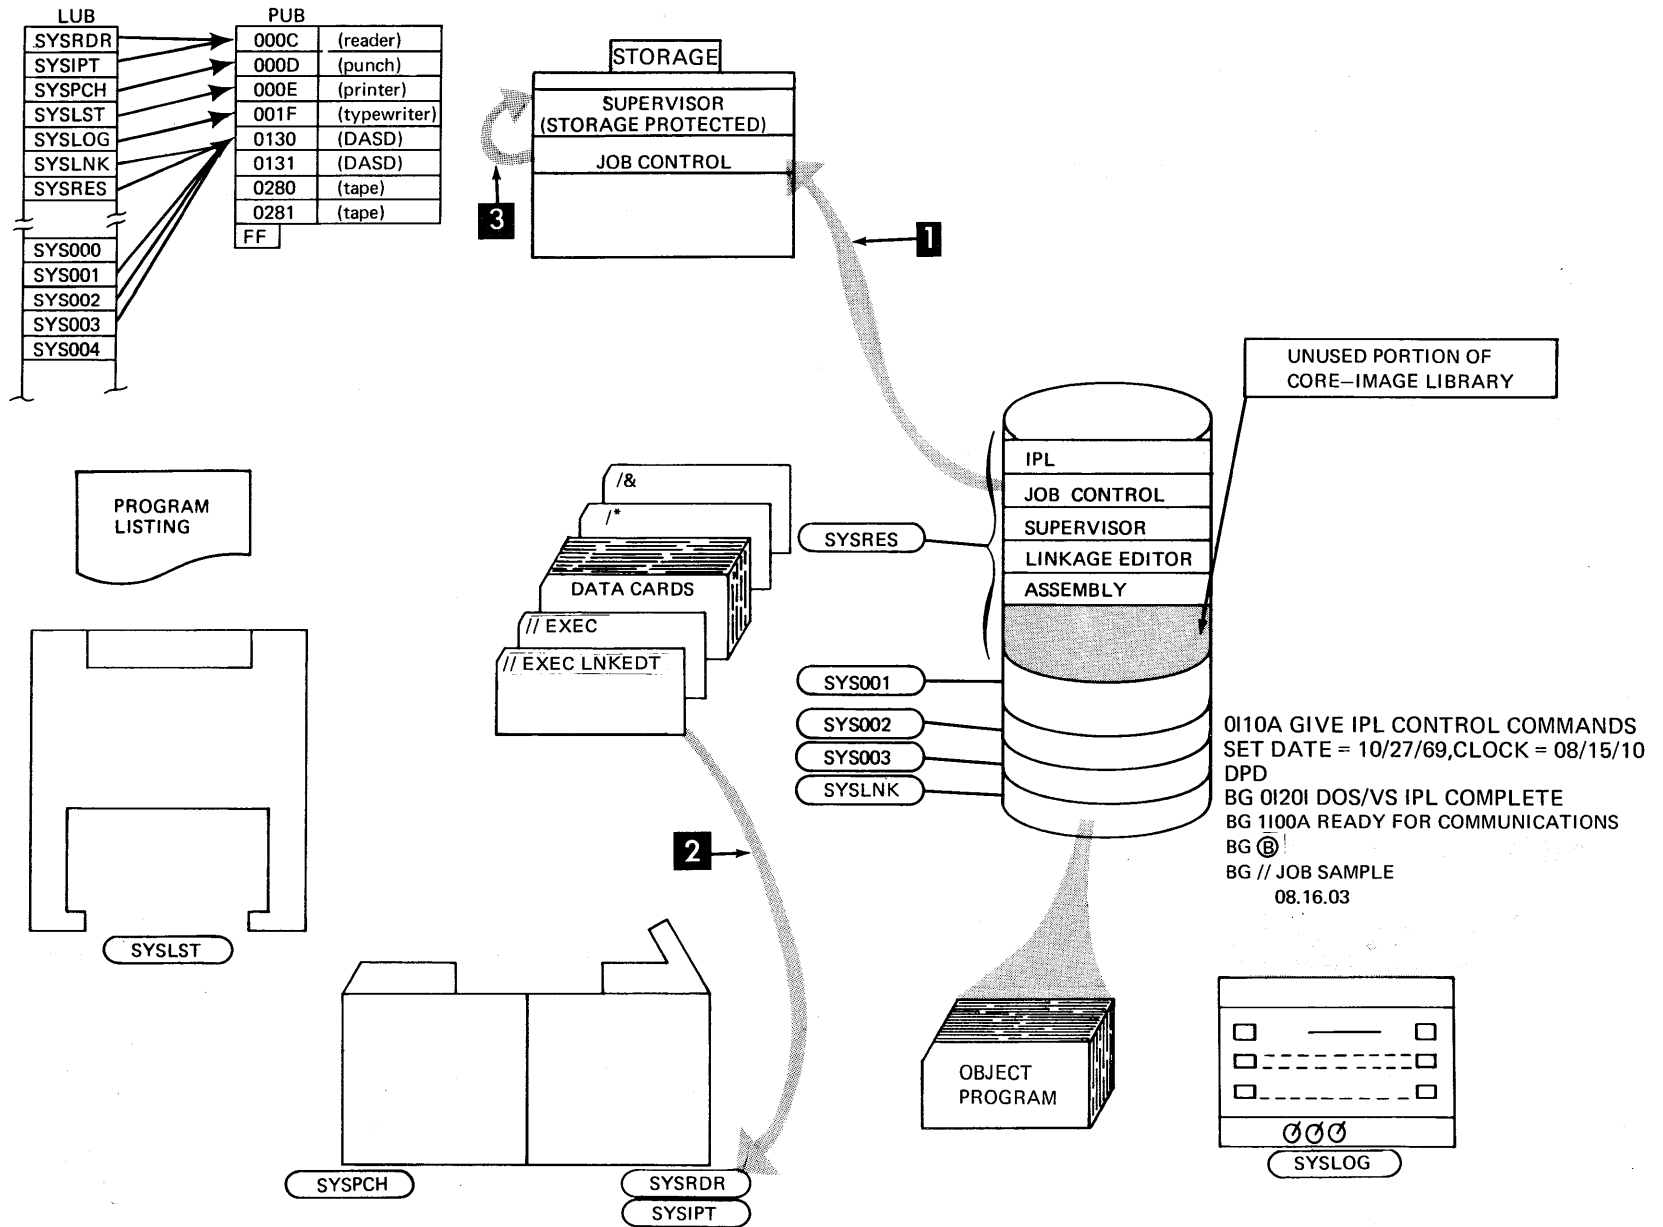 LUB
SYSRDR
SYSIPT
SYSPCH
SYSLST
SYSLOG
SYSLNK
SYSRES
SYS000
SYS001
SYS002
SYS003
SYS004
PUB
000C (reader)
000D (punch)
000E (printer)
001F (typewriter)
0130 (DASD)
0131 (DASD)
0280 (tape)
0281 (tape)
FF
STORAGE
SUPERVISOR
(STORAGE PROTECTED)
JOB CONTROL
3
1
UNUSED PORTION OF
CORE–IMAGE LIBRARY
IPL
JOB CONTROL
SUPERVISOR
LINKAGE EDITOR
ASSEMBLY
SYSRES
SYS001
SYS002
SYS003
SYSLNK
PROGRAM
LISTING
/&
/*
DATA CARDS
// EXEC
// EXEC LNKEDT
2
0I10A GIVE IPL CONTROL COMMANDS
SET DATE = 10/27/69,CLOCK = 08/15/10
DPD
BG 0I20I DOS/VS IPL COMPLETE
BG 1I00A READY FOR COMMUNICATIONS
BG Ⓑ
BG // JOB SAMPLE
08.16.03
SYSLST
OBJECT
PROGRAM
SYSPCH
SYSRDR
SYSIPT
SYSLOG